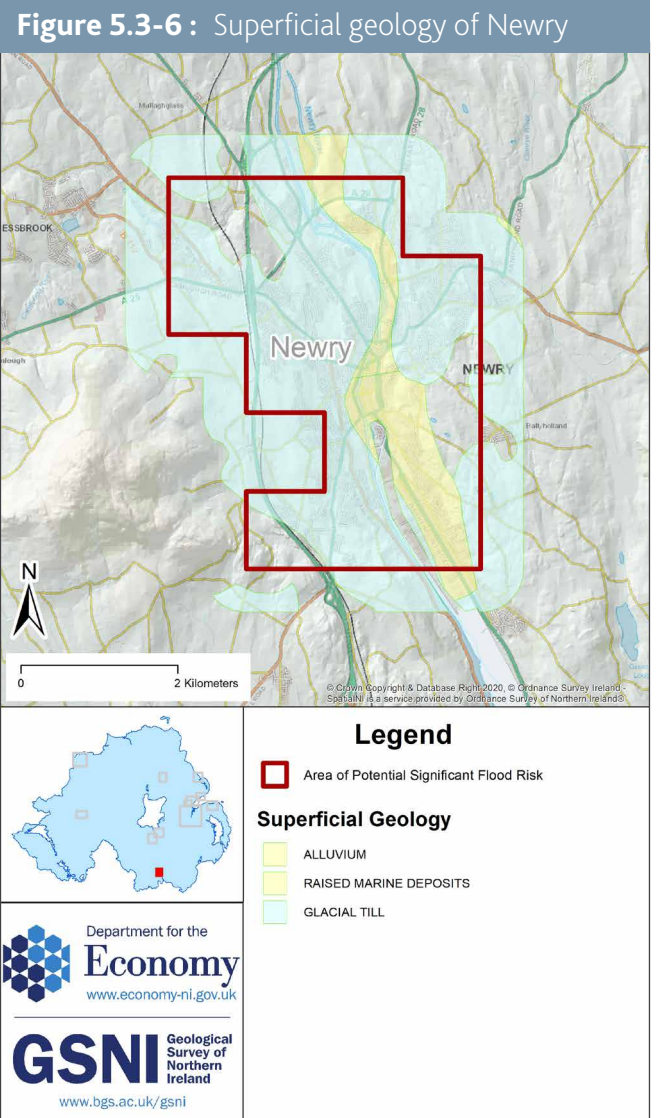 Figure 5.3-6 : Superficial geology of Newry
Mullaghglass
Newry
A 28
A 28
ESSBROOK
A 25
Newry
NEWRY
Ballyholland
N
0
2 Kilometers
© Crown Copyright & Database Right 2020, © Ordnance Survey Ireland -
SpatialNI is a service provided by Ordnance Survey of Northern Ireland®
Legend
Area of Potential Significant Flood Risk
Superficial Geology
ALLUVIUM
RAISED MARINE DEPOSITS
GLACIAL TILL
Department for the
Economy
www.economy-ni.gov.uk
GSNI
Geological
Survey of
Northern
Ireland
www.bgs.ac.uk/gsni